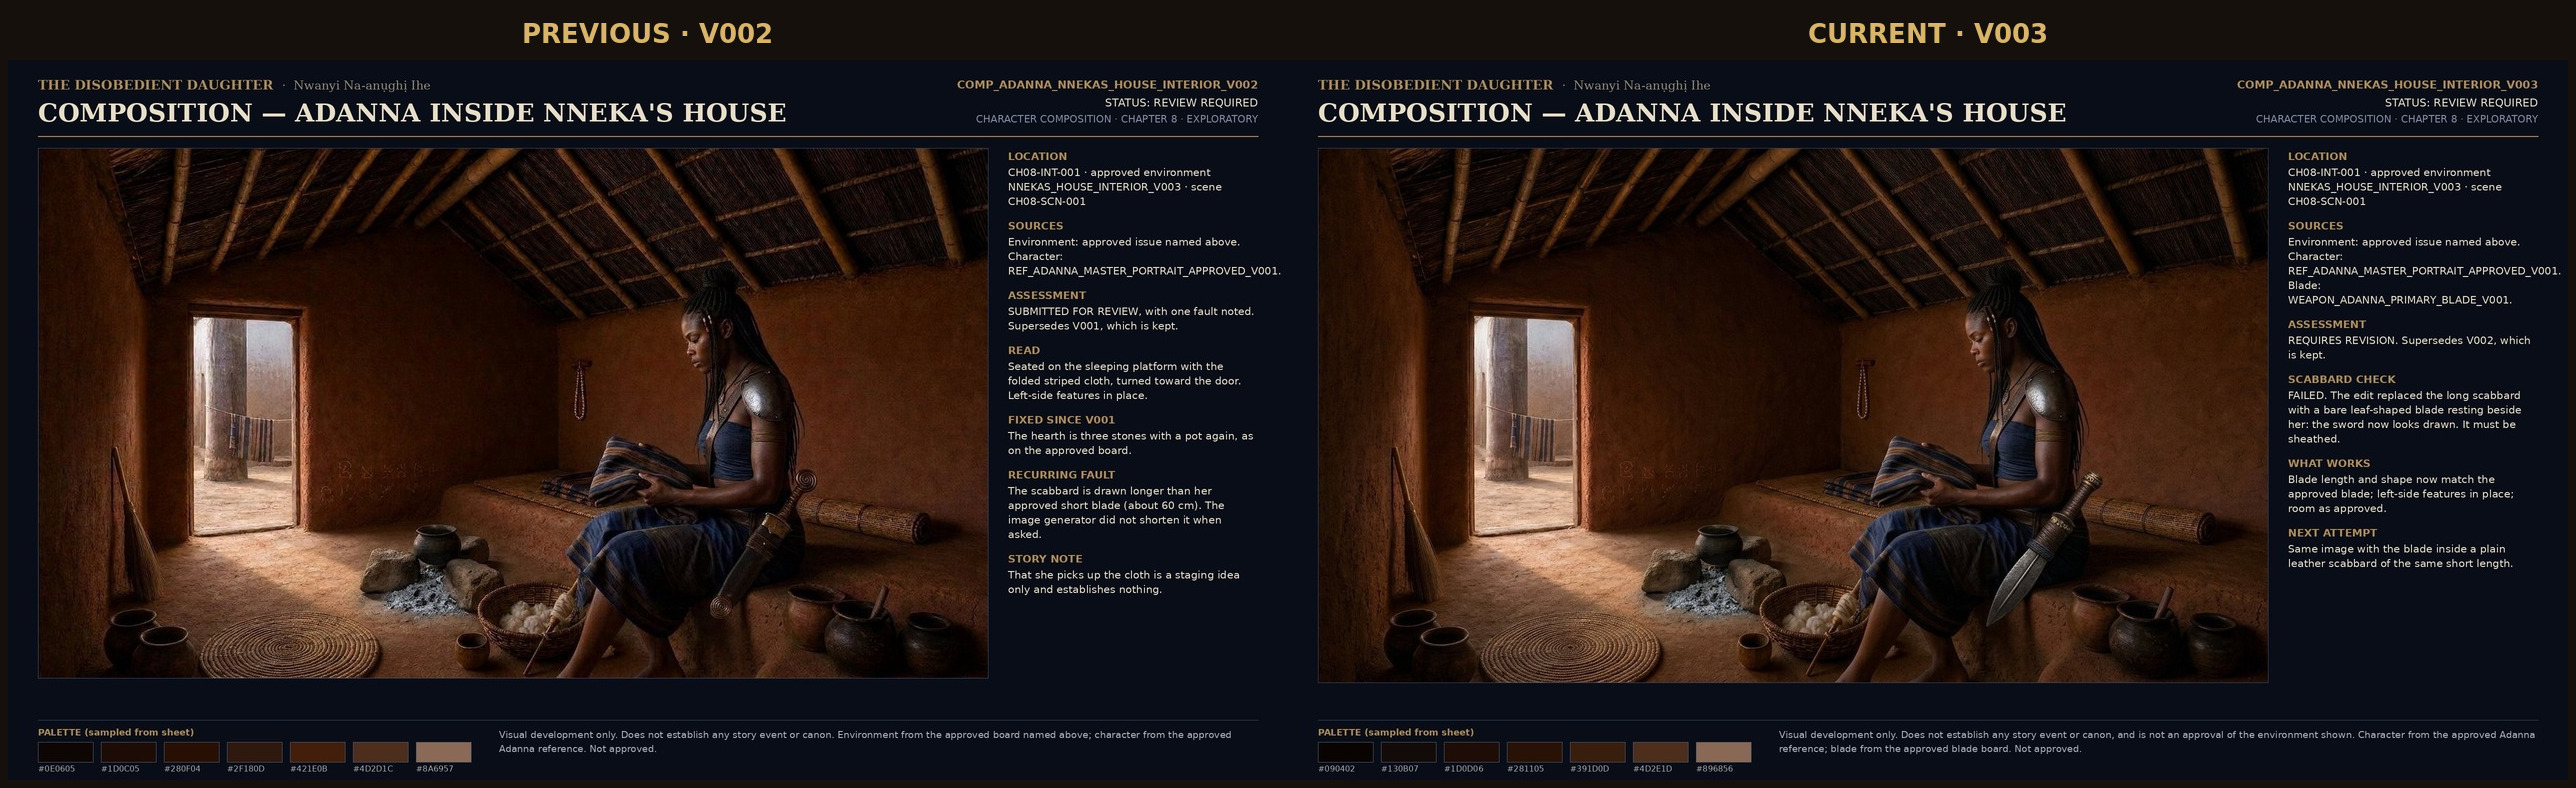 PREVIOUS · V002
THE DISOBEDIENT DAUGHTER · Nwanyi Na-anụghị Ihe
COMPOSITION — ADANNA INSIDE NNEKA'S HOUSE
COMP_ADANNA_NNEKAS_HOUSE_INTERIOR_V002
STATUS: REVIEW REQUIRED
CHARACTER COMPOSITION · CHAPTER 8 · EXPLORATORY
LOCATION
CH08-INT-001 · approved environment
NNEKAS_HOUSE_INTERIOR_V003 · scene
CH08-SCN-001
SOURCES
Environment: approved issue named above.
Character:
REF_ADANNA_MASTER_PORTRAIT_APPROVED_V001.
ASSESSMENT
SUBMITTED FOR REVIEW, with one fault noted.
Supersedes V001, which is kept.
READ
Seated on the sleeping platform with the
folded striped cloth, turned toward the door.
Left-side features in place.
FIXED SINCE V001
The hearth is three stones with a pot again, as
on the approved board.
RECURRING FAULT
The scabbard is drawn longer than her
approved short blade (about 60 cm). The
image generator did not shorten it when
asked.
STORY NOTE
That she picks up the cloth is a staging idea
only and establishes nothing.
PALETTE (sampled from sheet)
#0E0605 #1D0C05 #280F04 #2F180D #421E0B #4D2D1C #8A6957
Visual development only. Does not establish any story event or canon. Environment from the approved board named above; character from the approved
Adanna reference. Not approved.
CURRENT · V003
THE DISOBEDIENT DAUGHTER · Nwanyi Na-anụghị Ihe
COMPOSITION — ADANNA INSIDE NNEKA'S HOUSE
COMP_ADANNA_NNEKAS_HOUSE_INTERIOR_V003
STATUS: REVIEW REQUIRED
CHARACTER COMPOSITION · CHAPTER 8 · EXPLORATORY
LOCATION
CH08-INT-001 · approved environment
NNEKAS_HOUSE_INTERIOR_V003 · scene
CH08-SCN-001
SOURCES
Environment: approved issue named above.
Character:
REF_ADANNA_MASTER_PORTRAIT_APPROVED_V001.
Blade:
WEAPON_ADANNA_PRIMARY_BLADE_V001.
ASSESSMENT
REQUIRES REVISION. Supersedes V002, which
is kept.
SCABBARD CHECK
FAILED. The edit replaced the long scabbard
with a bare leaf-shaped blade resting beside
her: the sword now looks drawn. It must be
sheathed.
WHAT WORKS
Blade length and shape now match the
approved blade; left-side features in place;
room as approved.
NEXT ATTEMPT
Same image with the blade inside a plain
leather scabbard of the same short length.
PALETTE (sampled from sheet)
#090402 #130B07 #1D0D06 #281105 #391D0D #4D2E1D #896856
Visual development only. Does not establish any story event or canon, and is not an approval of the environment shown. Character from the approved Adanna
reference; blade from the approved blade board. Not approved.